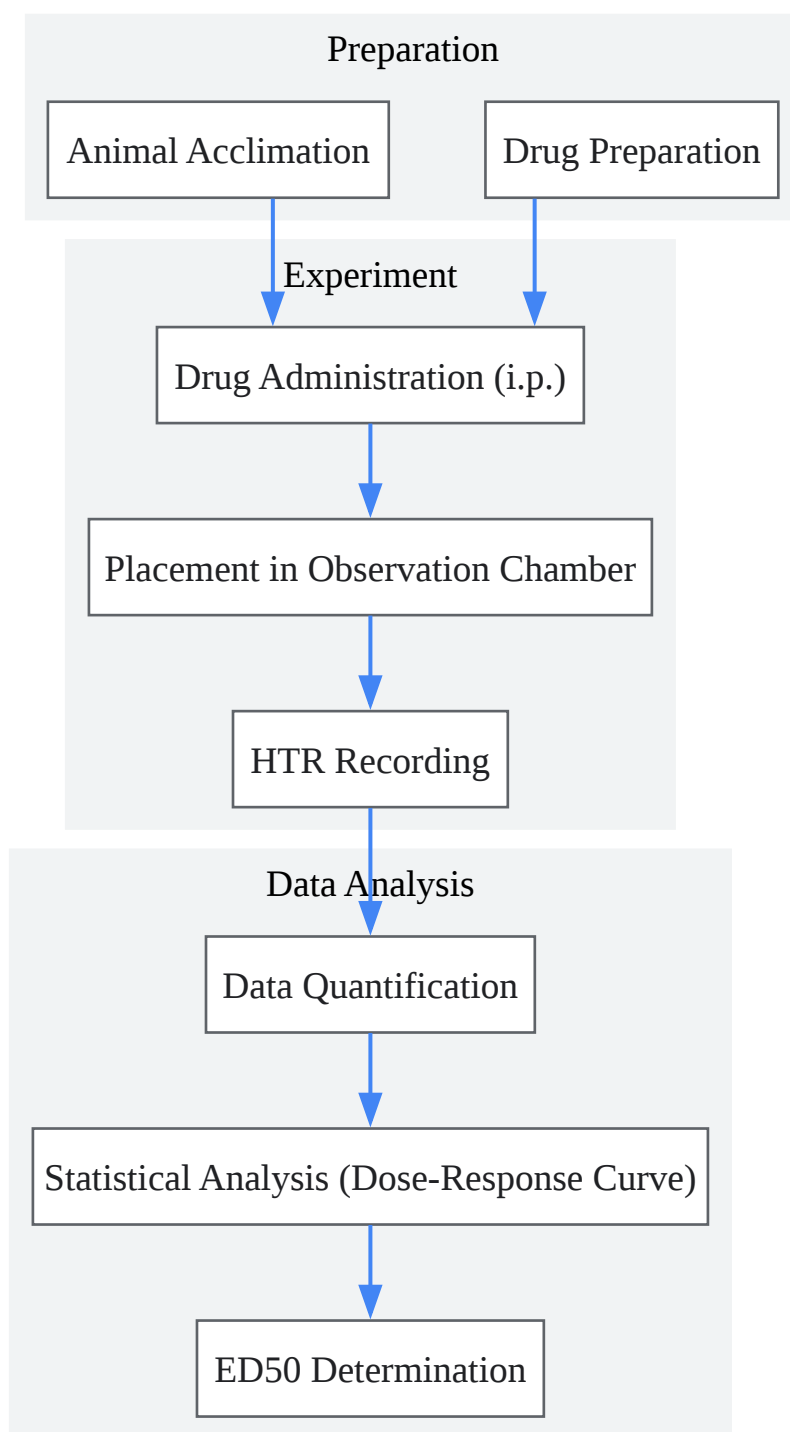 Preparation
Animal Acclimation
Drug Preparation
Experiment
Drug Administration (i.p.)
Placement in Observation Chamber
HTR Recording
Data Analysis
Data Quantification
Statistical Analysis (Dose-Response Curve)
ED50 Determination